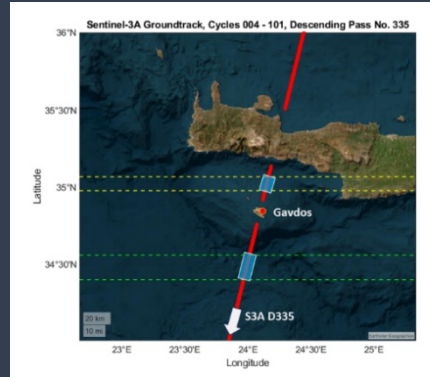 Sentinel-3A Groundtrack, Cycles 004 - 101, Descending Pass No. 335
36°N
35°30'N
35°N
34°30'N
Latitude
Gavdos
S3A D335
20 km
10 mi
23°E
23°30'E
24°E
24°30'E
25°E
Longitude